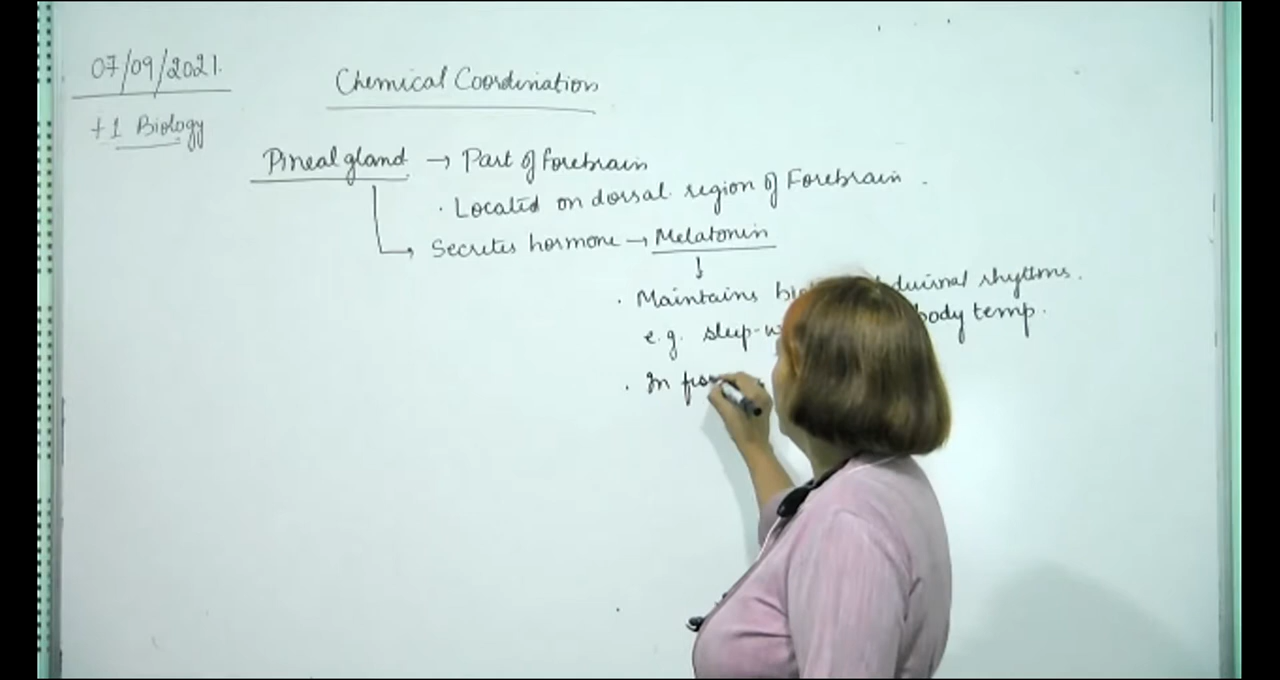 07/09/2021.
Chemical Coordination
+1 Biology
Pineal gland → Part of forebrain
· Located on dorsal region of Forebrain .
Secretes hormone → Melatonin
· Maintains diurnal rhythms.
e.g. body temp.
· In